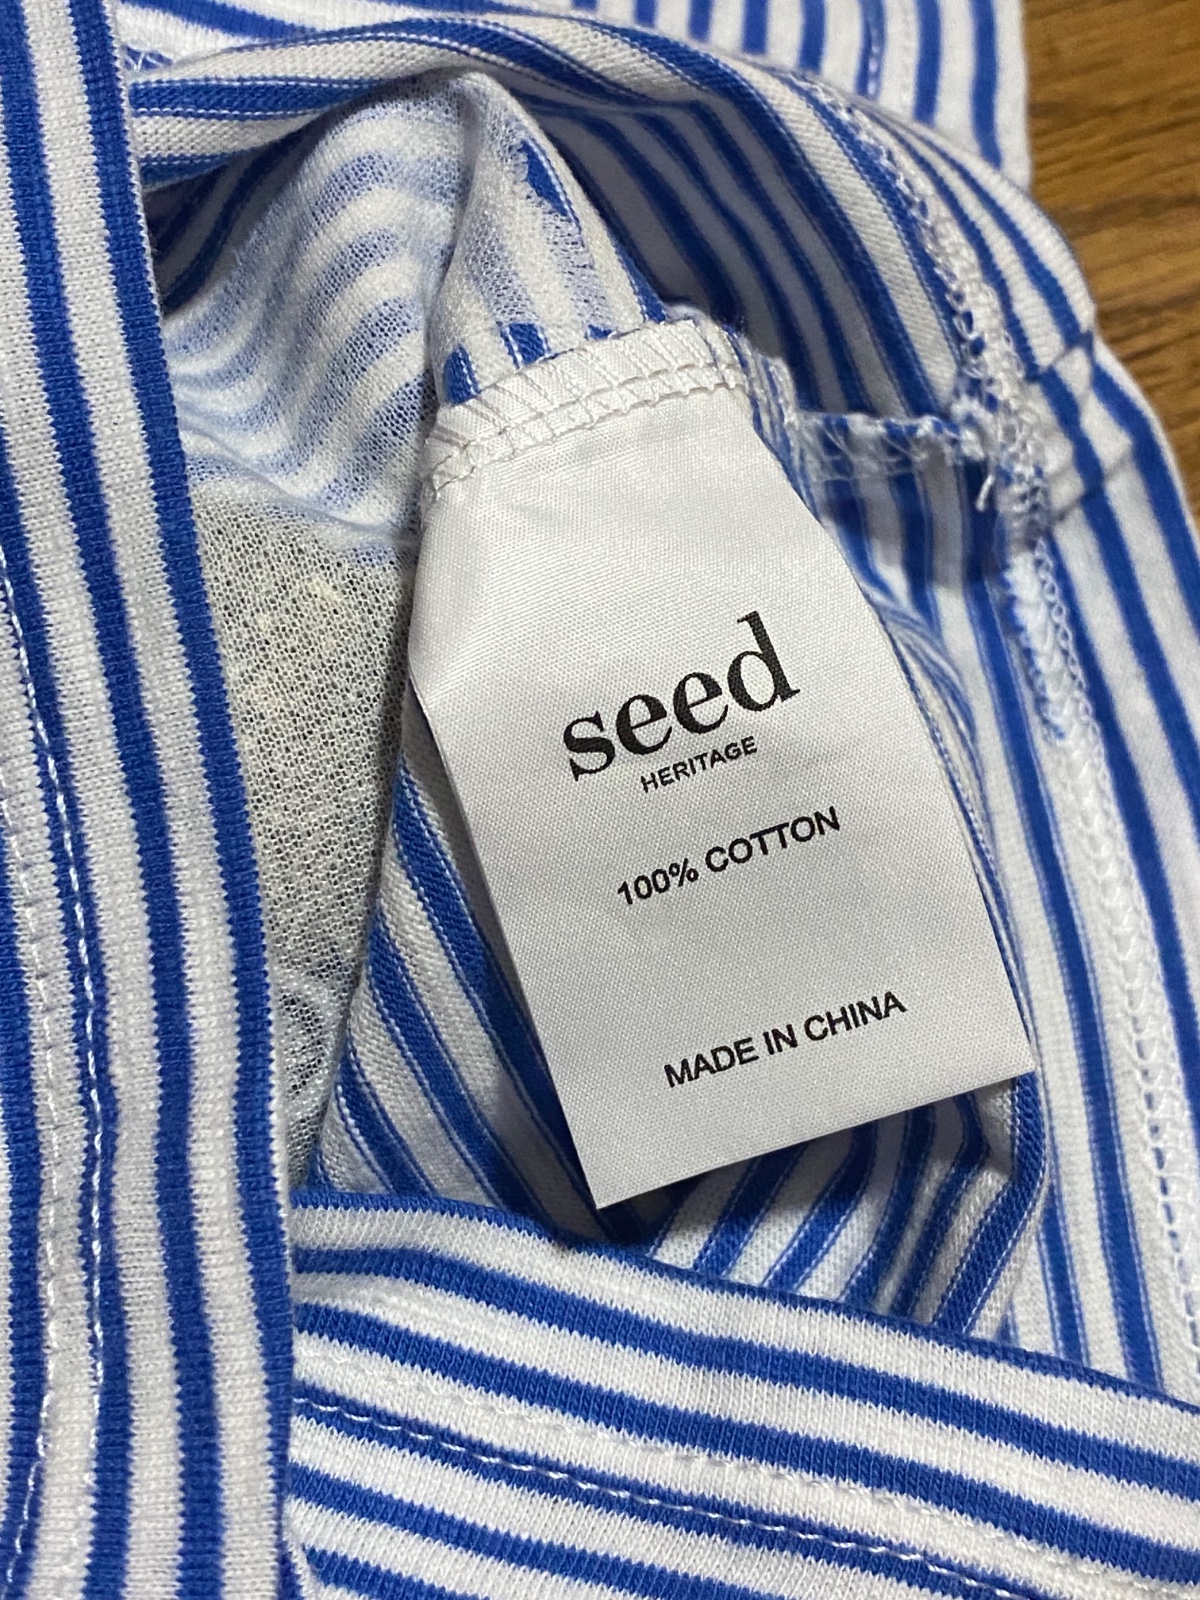 seed
HERITAGE
100% COTTON
MADE IN CHINA